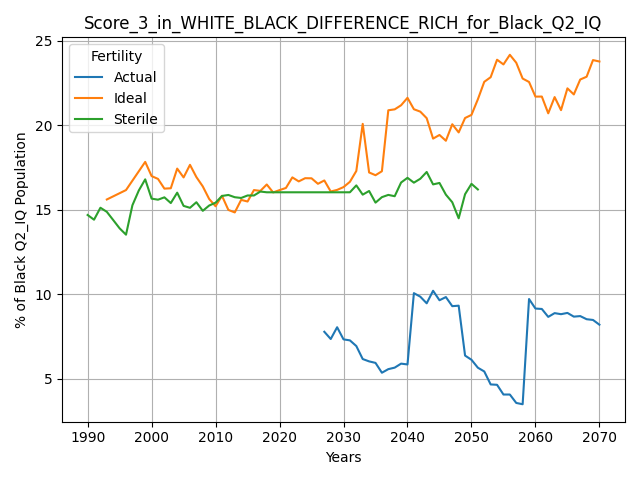 Score_3_in_WHITE_BLACK_DIFFERENCE_RICH_for_Black_Q2_IQ
Fertility
Actual
Ideal
Sterile
% of Black Q2_IQ Population
25
20
15
10
5
1990 2000 2010 2020 2030 2040 2050 2060 2070
Years